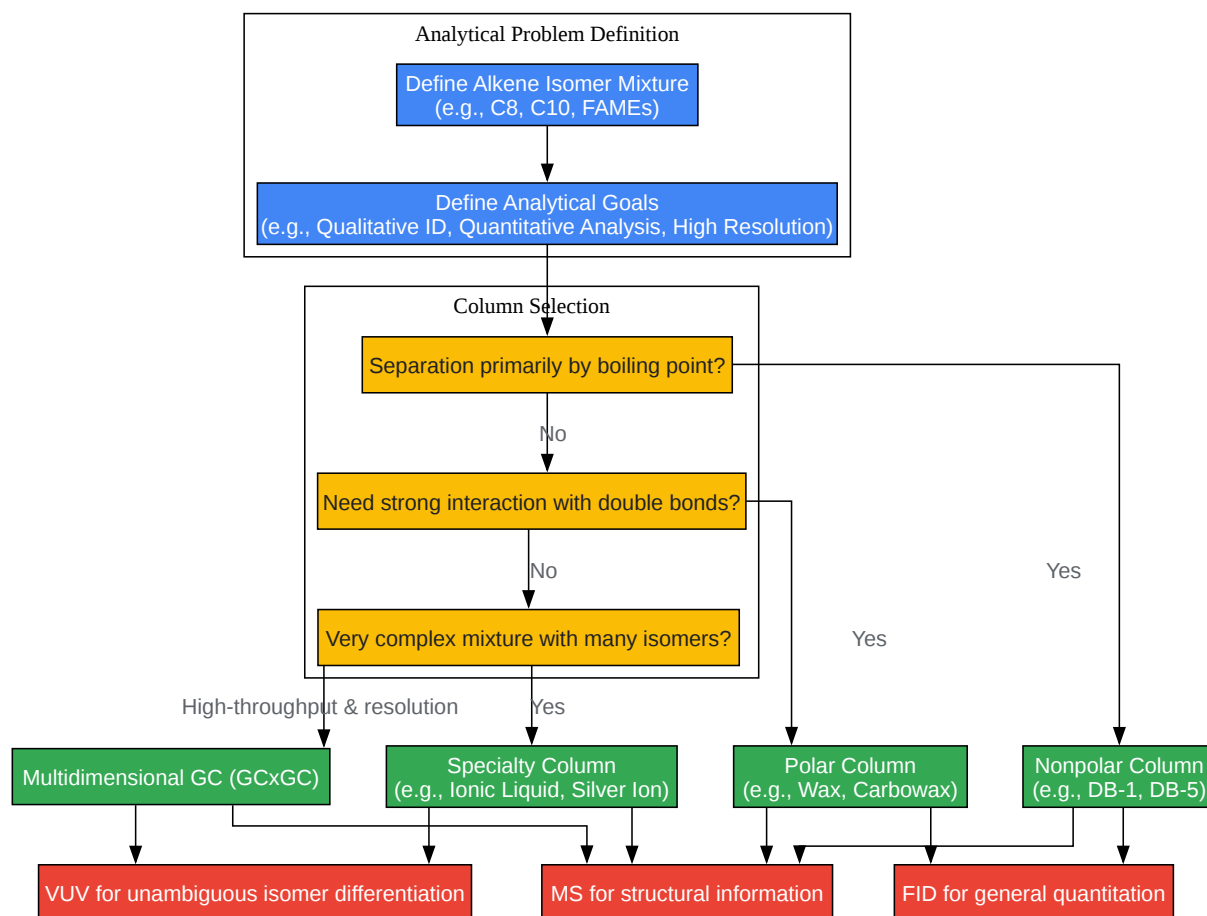 Analytical Problem Definition
Define Alkene Isomer Mixture
(e.g., C8, C10, FAMEs)
Define Analytical Goals
(e.g., Qualitative ID, Quantitative Analysis, High Resolution)
Column Selection
Separation primarily by boiling point?
No
Need strong interaction with double bonds?
No
Yes
Very complex mixture with many isomers?
Yes
High-throughput & resolution
Yes
Multidimensional GC (GCxGC)
Specialty Column
(e.g., Ionic Liquid, Silver Ion)
Polar Column
(e.g., Wax, Carbowax)
Nonpolar Column
(e.g., DB-1, DB-5)
VUV for unambiguous isomer differentiation
MS for structural information
FID for general quantitation